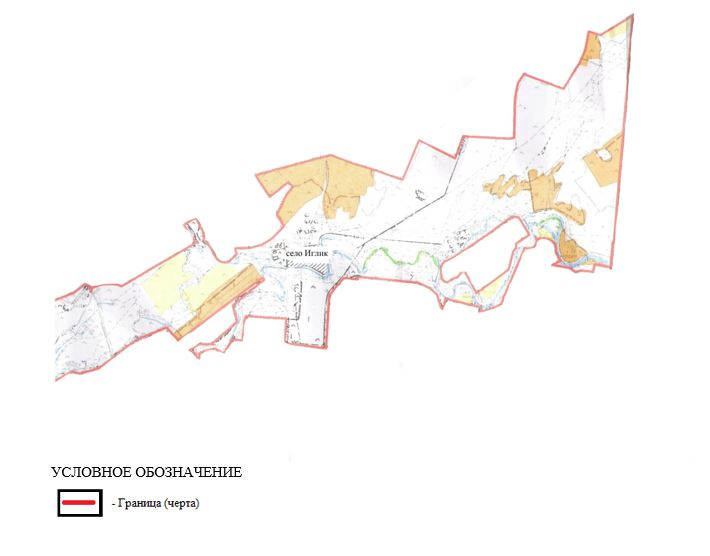 село Иглик
УСЛОВНОЕ ОБОЗНАЧЕНИЕ
- Граница (черта)